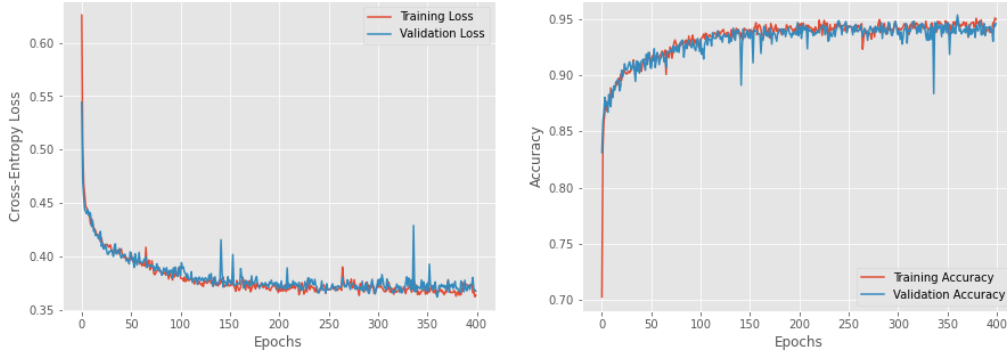 0.60
0.55
0.50
0.45
0.40
0.35
Cross-Entropy Loss
0 50 100 150 200 250 300 350 400
Epochs
Training Loss
Validation Loss
0.95
0.90
0.85
0.80
0.75
0.70
Accuracy
0 50 100 150 200 250 300 350 400
Epochs
Training Accuracy
Validation Accuracy